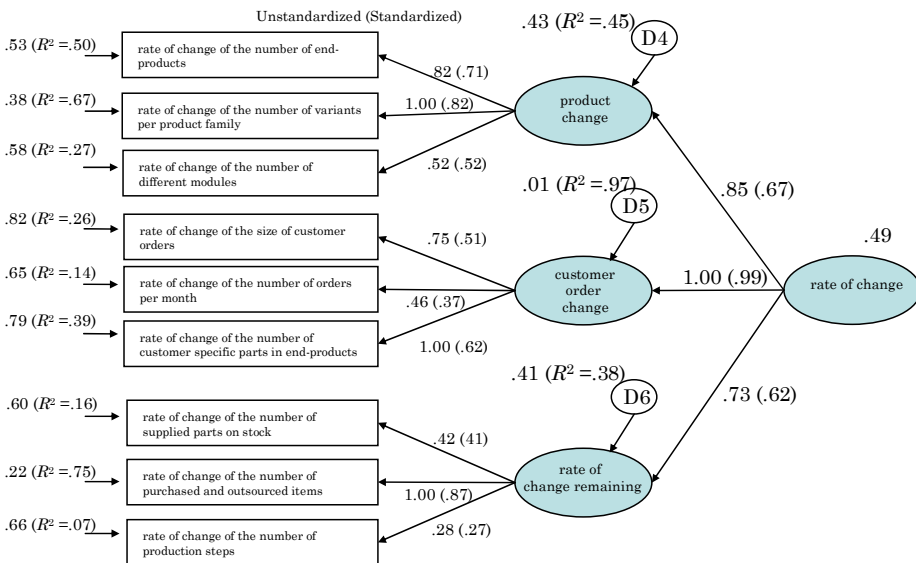 Unstandardized (Standardized)
.53 (R² =.50)
rate of change of the number of end-
products
.82 (.71)
.38 (R² =.67)
rate of change of the number of variants
per product family
1.00 (.82)
.58 (R² =.27)
rate of change of the number of
different modules
.52 (.52)
.43 (R² =.45)
D4
product
change
.85 (.67)
.82 (R² =.26)
rate of change of the size of customer
orders
.75 (.51)
.65 (R² =.14)
rate of change of the number of orders
per month
.46 (.37)
.79 (R² =.39)
rate of change of the number of
customer specific parts in end-products
1.00 (.62)
.01 (R² =.97)
D5
customer
order
change
1.00 (.99)
.49
rate of change
.60 (R² =.16)
rate of change of the number of
supplied parts on stock
.42 (41)
.22 (R² =.75)
rate of change of the number of
purchased and outsourced items
1.00 (.87)
.66 (R² =.07)
rate of change of the number of
production steps
.28 (.27)
.41 (R² =.38)
D6
rate of
change remaining
.73 (.62)